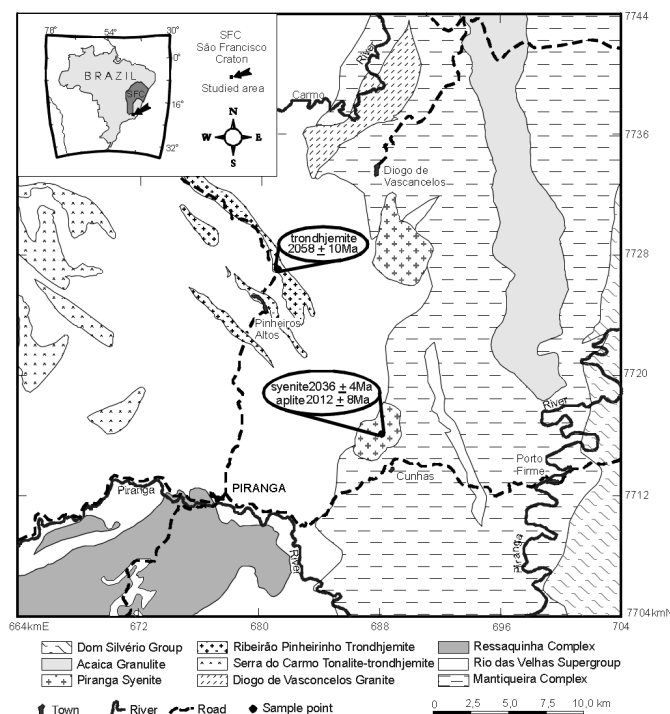 78°
54°
30°
0°
16°
32°
BRAZIL
SFC
SFC
São Francisco
Craton
Studied area
N
W
E
S
7744
7736
7728
7720
7712
7704kmN
River
Carmo
Diogo de
Vascancelos
trondhjemite
2058 ± 10Ma
Pinheiros
Altos
syenite2036 ± 4Ma
aplite2012 ± 8Ma
River
Porto
Firme
Cunhas
Piranga
PIRANGA
River
Piranga
664kmE
672
680
688
696
704
Dom Silvério Group
Acaica Granulite
Piranga Syenite
Ribeirão Pinheirinho Trondhjemite
Serra do Carmo Tonalite-trondhjemite
Diogo de Vasconcelos Granite
Ressaquinha Complex
Rio das Velhas Supergroup
Mantiqueira Complex
Town
River
Road
Sample point
0 2,5 5 7,5 10,0 km